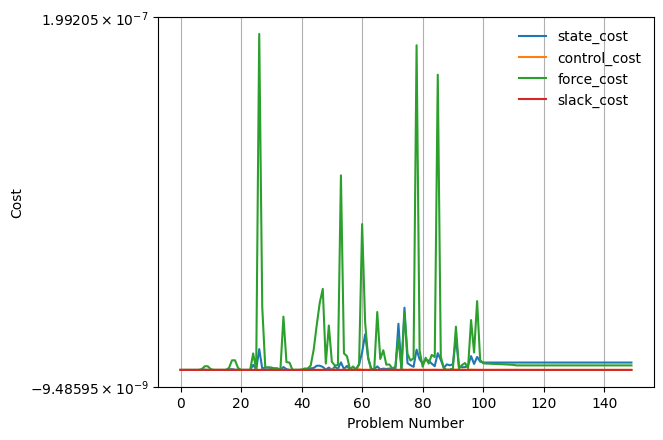 1.99205 × 10⁻⁷
state_cost
control_cost
force_cost
slack_cost
Cost
−9.48595 × 10⁻⁹
0 20 40 60 80 100 120 140
Problem Number